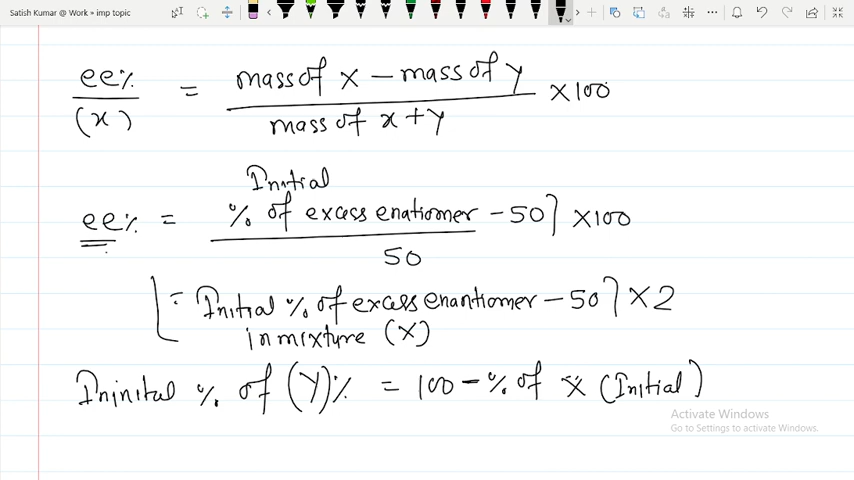 Satish Kumar @ Work » imp topic
ee% = mass of x – mass of y × 100
(x) mass of x + y
Initial
ee% = % of excess enationer – 50] × 100
50
= Initial % of excess enantiomer – 50] × 2
in mixture (x)
Ininital % of (Y)% = 100 – % of x (Initial)
Activate Windows
Go to Settings to activate Windows.